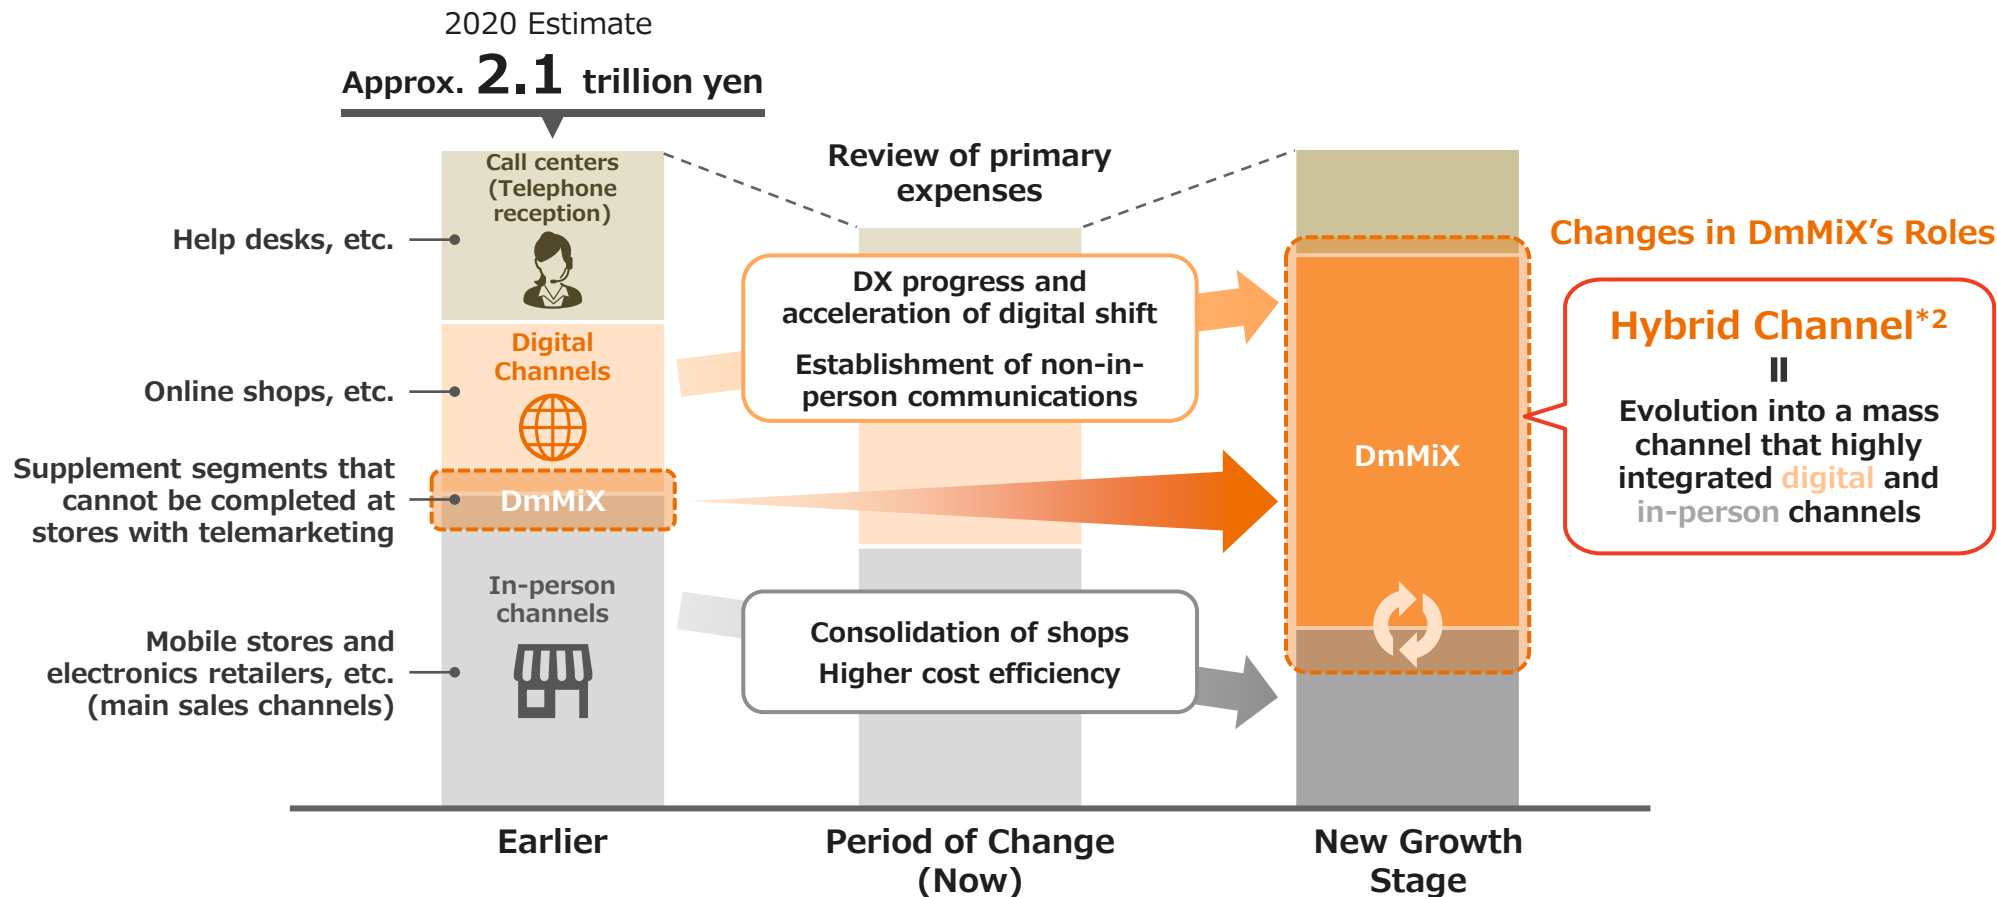 2020 Estimate
Approx. 2.1 trillion yen
Call centers
(Telephone
reception)
Help desks, etc.
Digital
Channels
Online shops, etc.
Supplement segments that
cannot be completed at
stores with telemarketing
DmMiX
In-person
channels
Mobile stores and
electronics retailers, etc.
(main sales channels)
Review of primary
expenses
DX progress and
acceleration of digital shift
Establishment of non-in-
person communications
Consolidation of shops
Higher cost efficiency
DmMiX
Changes in DmMiX’s Roles
Hybrid Channel*2
=
Evolution into a mass
channel that highly
integrated digital and
in-person channels
Earlier
Period of Change
(Now)
New Growth
Stage